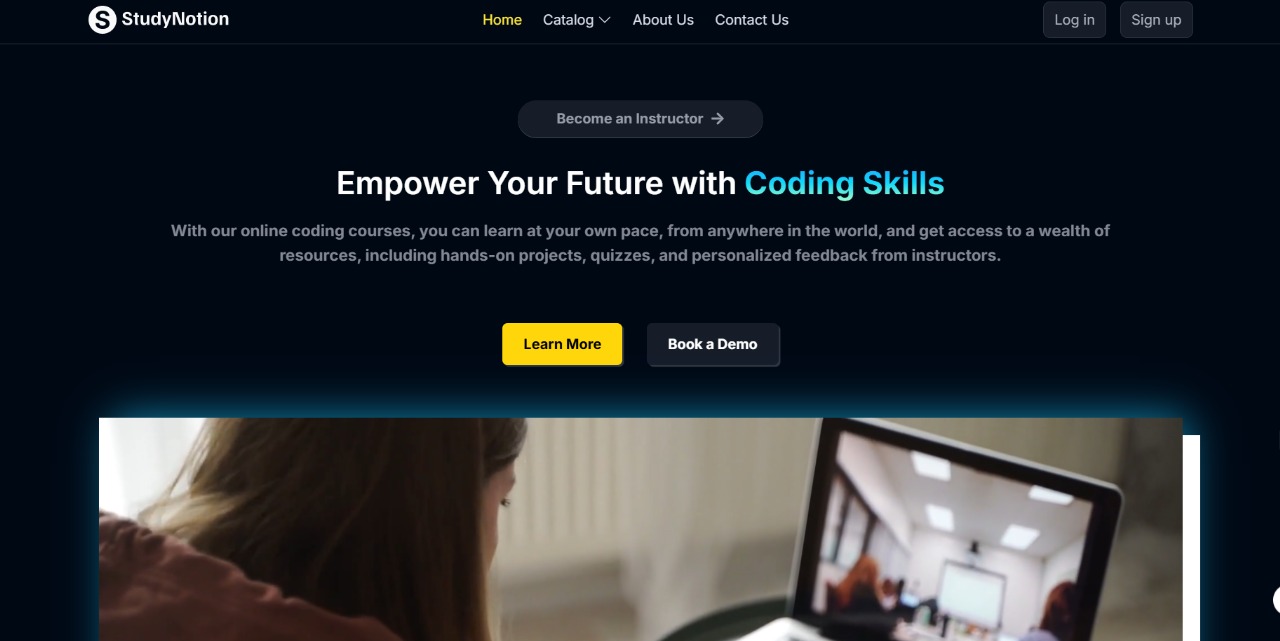 StudyNotion
Home Catalog About Us Contact Us
Log in Sign up
Become an Instructor →
Empower Your Future with Coding Skills
With our online coding courses, you can learn at your own pace, from anywhere in the world, and get access to a wealth of
resources, including hands-on projects, quizzes, and personalized feedback from instructors.
Learn More Book a Demo